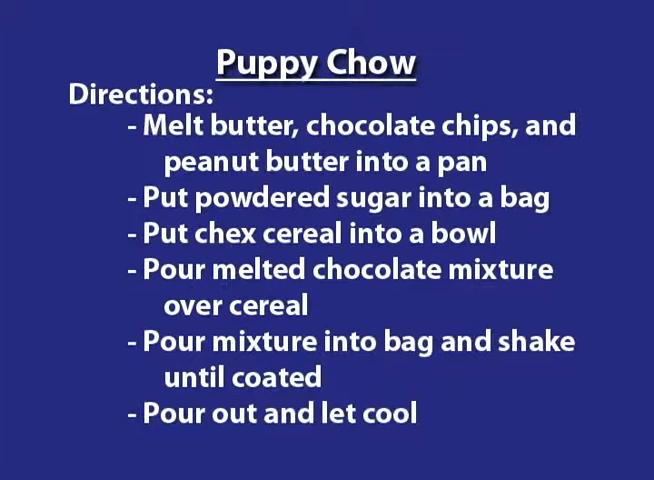 Puppy Chow
Directions:
- Melt butter, chocolate chips, and
peanut butter into a pan
- Put powdered sugar into a bag
- Put chex cereal into a bowl
- Pour melted chocolate mixture
over cereal
- Pour mixture into bag and shake
until coated
- Pour out and let cool